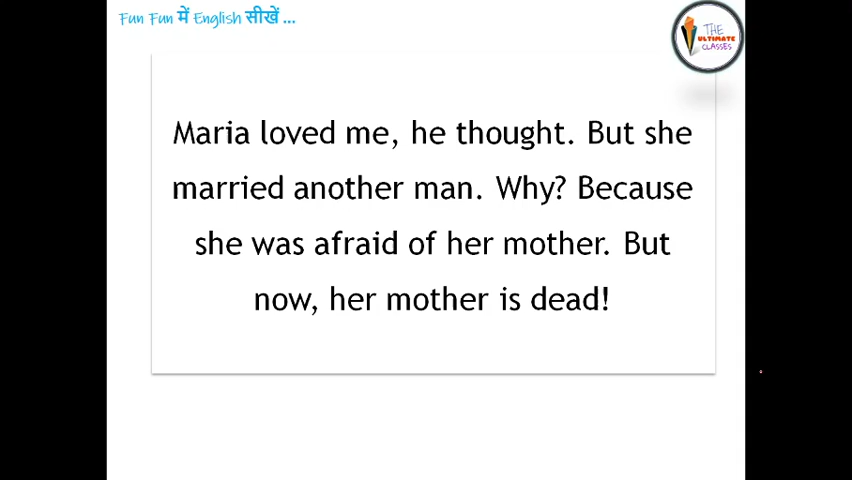 Fun Fun में English सीखें ...
THE
ULTIMATE
CLASSES
Maria loved me, he thought. But she
married another man. Why? Because
she was afraid of her mother. But
now, her mother is dead!